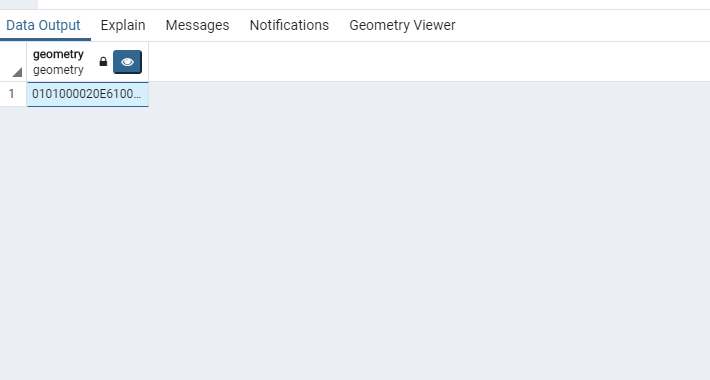 Data Output Explain Messages Notifications Geometry Viewer
geometry
geometry
1 0101000020E6100...